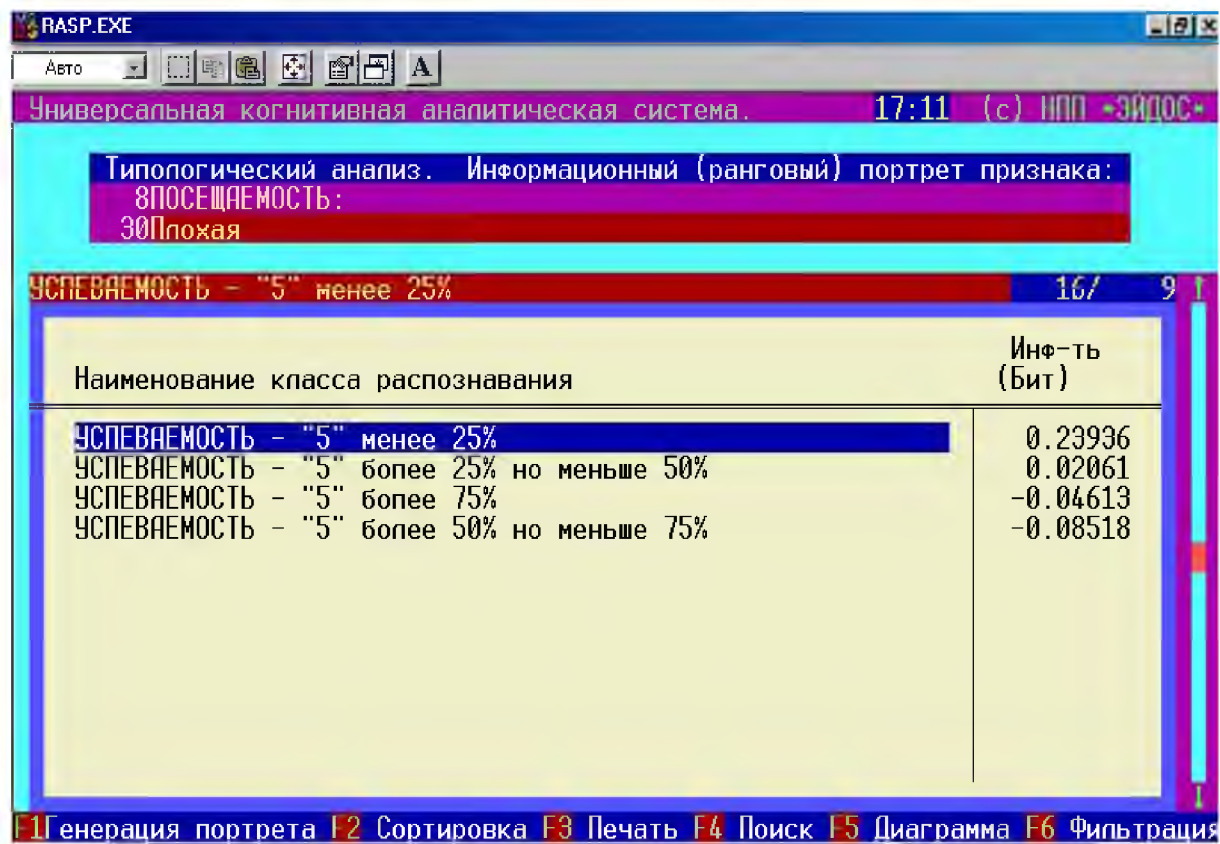 RASP.EXE
Авто
A
Универсальная когнитивная аналитическая система. 17:11 (c) НПП *ЭЙДОС*
Типологический анализ. Информационный (ранговый) портрет признака:
8ПОСЕЩАЕМОСТЬ:
30Плохая
УСПЕВАЕМОСТЬ - "5" менее 25% 16/ 9
Наименование класса распознавания Инф-ть (Бит)
УСПЕВАЕМОСТЬ - "5" менее 25% 0.23936
УСПЕВАЕМОСТЬ - "5" более 25% но меньше 50% 0.02061
УСПЕВАЕМОСТЬ - "5" более 75% -0.04613
УСПЕВАЕМОСТЬ - "5" более 50% но меньше 75% -0.08518
F1Генерация портрета F2 Сортировка F3 Печать F4 Поиск F5 Диаграмма F6 Фильтрация